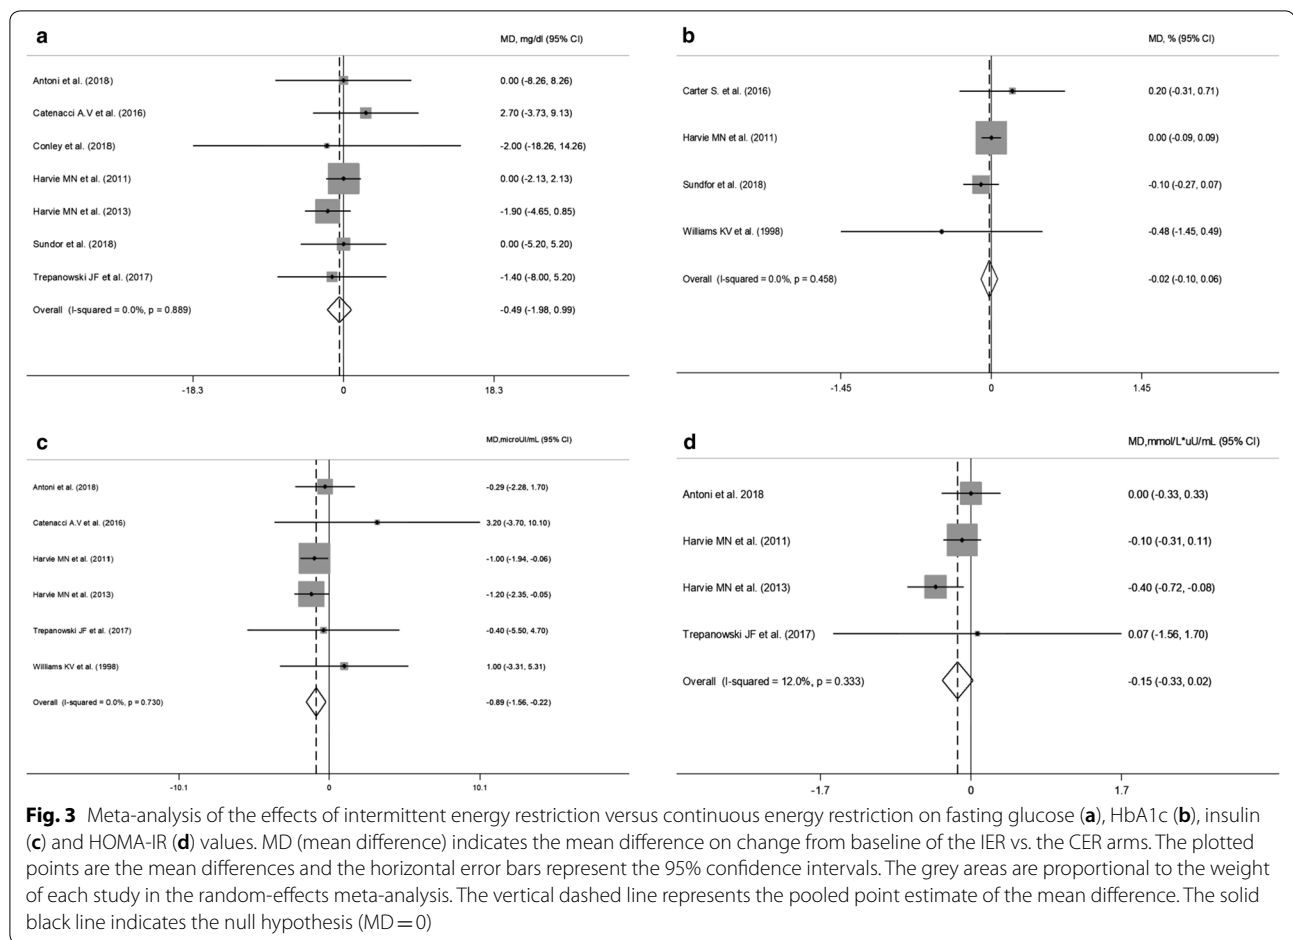 a
MD, mg/dl (95% CI)
Antoni et al. (2018)
0.00 (-8.26, 8.26)
Catenacci A.V et al. (2016)
2.70 (-3.73, 9.13)
Conley et al. (2018)
-2.00 (-18.26, 14.26)
Harvie MN et al. (2011)
0.00 (-2.13, 2.13)
Harvie MN et al. (2013)
-1.90 (-4.65, 0.85)
Sundor et al. (2018)
0.00 (-5.20, 5.20)
Trepanowski JF et al. (2017)
-1.40 (-8.00, 5.20)
Overall (I-squared = 0.0%, p = 0.889)
-0.49 (-1.98, 0.99)
-18.3 0 18.3
b
MD, % (95% CI)
Carter S. et al. (2016)
0.20 (-0.31, 0.71)
Harvie MN et al. (2011)
0.00 (-0.09, 0.09)
Sundfor et al. (2018)
-0.10 (-0.27, 0.07)
Williams KV et al. (1998)
-0.48 (-1.45, 0.49)
Overall (I-squared = 0.0%, p = 0.458)
-0.02 (-0.10, 0.06)
-1.45 0 1.45
c
MD,microUI/mL (95% CI)
Antoni et al. (2018)
-0.29 (-2.28, 1.70)
Catenacci A.V et al. (2016)
3.20 (-3.70, 10.10)
Harvie MN et al. (2011)
-1.00 (-1.94, -0.06)
Harvie MN et al. (2013)
-1.20 (-2.35, -0.05)
Trepanowski JF et al. (2017)
-0.40 (-5.50, 4.70)
Williams KV et al. (1998)
1.00 (-3.31, 5.31)
Overall (I-squared = 0.0%, p = 0.730)
-0.89 (-1.56, -0.22)
-10.1 0 10.1
d
MD,mmol/L*uU/mL (95% CI)
Antoni et al. 2018
0.00 (-0.33, 0.33)
Harvie MN et al. (2011)
-0.10 (-0.31, 0.11)
Harvie MN et al. (2013)
-0.40 (-0.72, -0.08)
Trepanowski JF et al. (2017)
0.07 (-1.56, 1.70)
Overall (I-squared = 12.0%, p = 0.333)
-0.15 (-0.33, 0.02)
-1.7 0 1.7
Fig. 3 Meta-analysis of the effects of intermittent energy restriction versus continuous energy restriction on fasting glucose (a), HbA1c (b), insulin
(c) and HOMA-IR (d) values. MD (mean difference) indicates the mean difference on change from baseline of the IER vs. the CER arms. The plotted
points are the mean differences and the horizontal error bars represent the 95% confidence intervals. The grey areas are proportional to the weight
of each study in the random-effects meta-analysis. The vertical dashed line represents the pooled point estimate of the mean difference. The solid
black line indicates the null hypothesis (MD = 0)